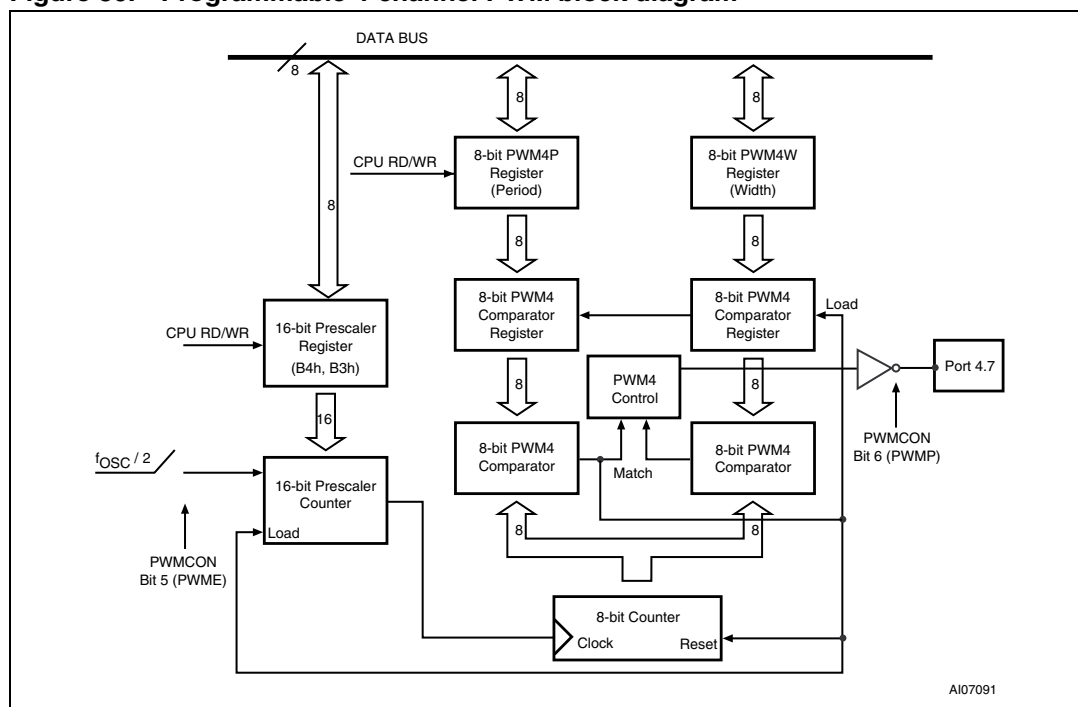 DATA BUS
8
8
8
8-bit PWM4P
Register
(Period)
8-bit PWM4W
Register
(Width)
CPU RD/WR
8
8
8
8-bit PWM4
Comparator
Register
8-bit PWM4
Comparator
Register
Load
CPU RD/WR
16-bit Prescaler
Register
(B4h, B3h)
PWM4
Control
Port 4.7
8
8
16
8-bit PWM4
Comparator
8-bit PWM4
Comparator
Match
PWMCON
Bit 6 (PWMP)
fOSC / 2
16-bit Prescaler
Counter
Load
8
8
PWMCON
Bit 5 (PWME)
8-bit Counter
Clock
Reset
AI07091